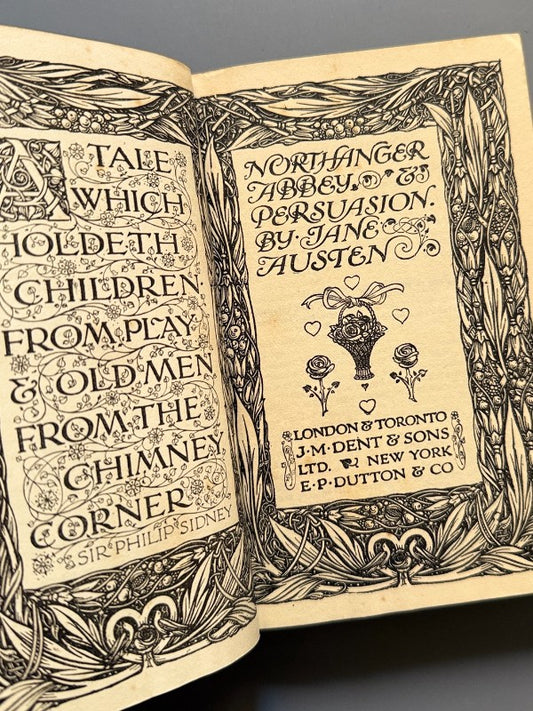 A TALE
WHICH
HOLDETH
CHILDREN
FROM PLAY
& OLD MEN
FROM THE
CHIMNEY
CORNER
SIR PHILIP SIDNEY
NORTHANGER
ABBEY, &
PERSUASION.
BY JANE
AUSTEN
LONDON & TORONTO
J·M·DENT & SONS
LTD. NEW YORK
E·P·DUTTON & CO